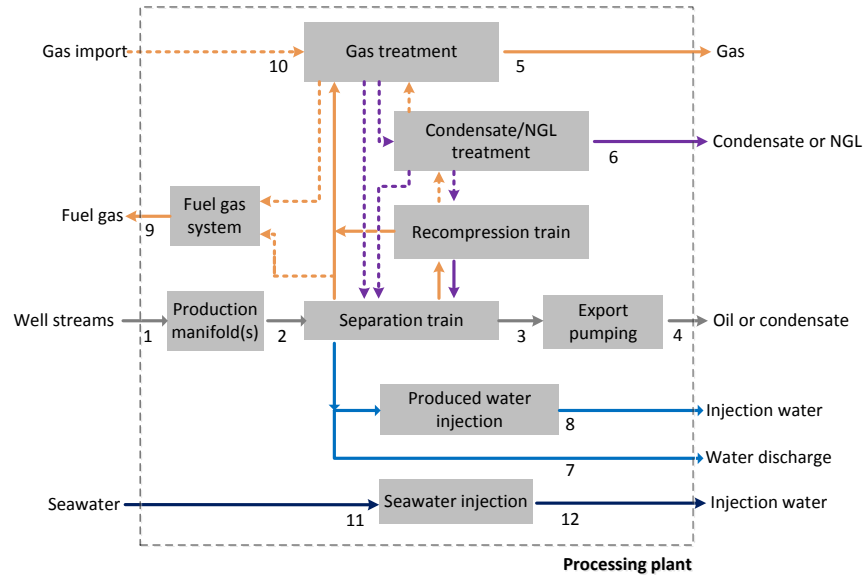 Gas import
10
Gas treatment
5
Gas
Condensate/NGL
treatment
6
Condensate or NGL
Fuel gas
9
Fuel gas
system
Recompression train
Well streams
1
Production
manifold(s)
2
Separation train
3
Export
pumping
4
Oil or condensate
Produced water
injection
8
Injection water
7
Water discharge
Seawater
11
Seawater injection
12
Injection water
Processing plant